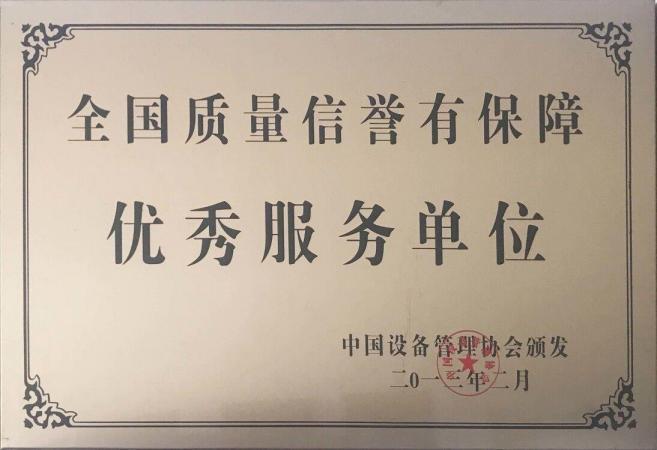 全国质量信誉有保障
优秀服务单位
中国设备管理协会颁发
二0一三年二月